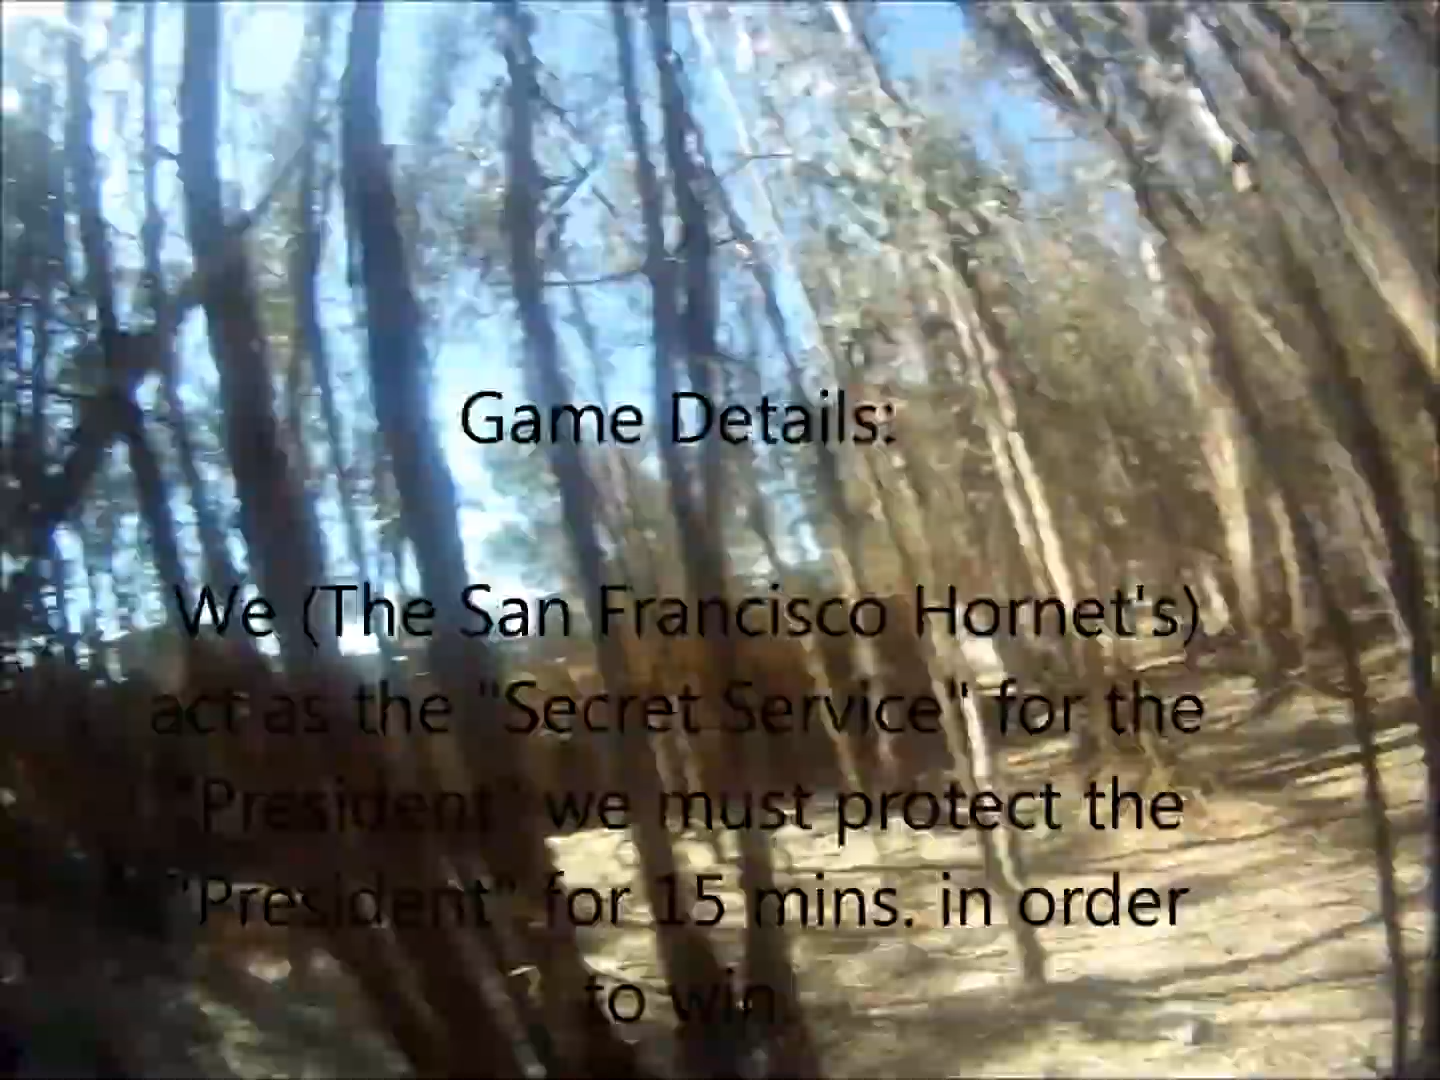 Game Details:
We (The San Francisco Hornet's)
act as the "Secret Service" for the
"President" we must protect the
"President" for 15 mins. in order
to win.